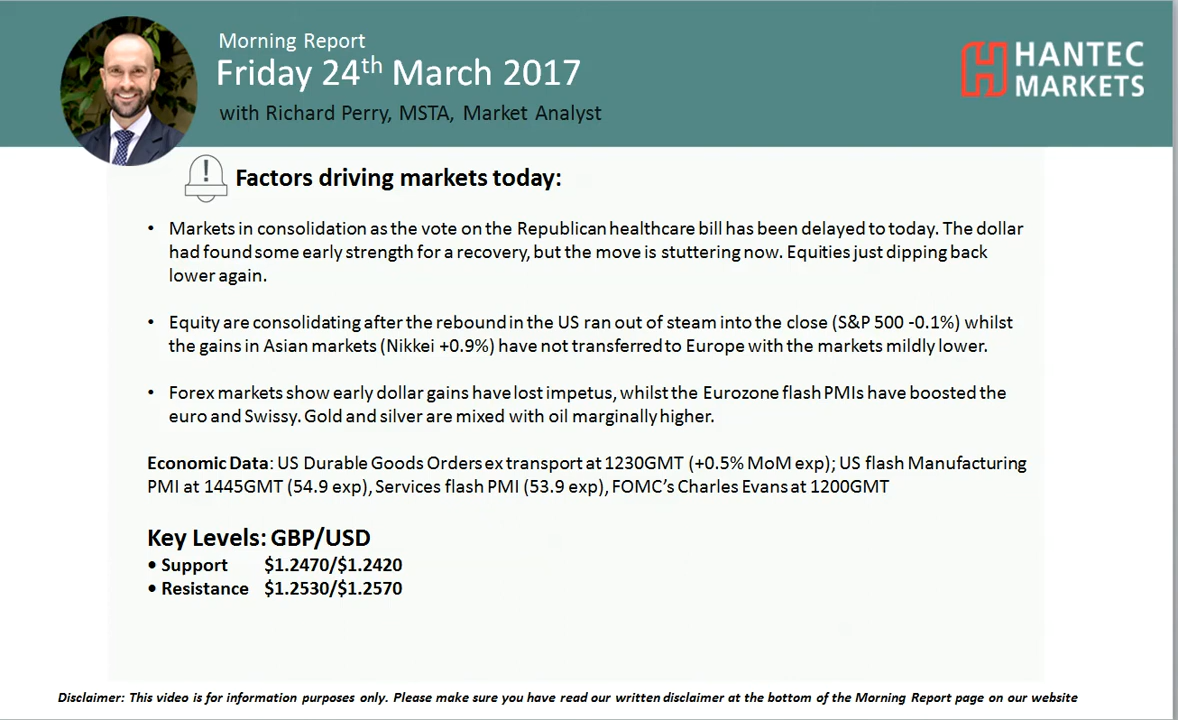 Morning Report
Friday 24th March 2017
with Richard Perry, MSTA, Market Analyst
HANTEC
MARKETS
! Factors driving markets today:
• Markets in consolidation as the vote on the Republican healthcare bill has been delayed to today. The dollar
had found some early strength for a recovery, but the move is stuttering now. Equities just dipping back
lower again.
• Equity are consolidating after the rebound in the US ran out of steam into the close (S&P 500 -0.1%) whilst
the gains in Asian markets (Nikkei +0.9%) have not transferred to Europe with the markets mildly lower.
• Forex markets show early dollar gains have lost impetus, whilst the Eurozone flash PMIs have boosted the
euro and Swissy. Gold and silver are mixed with oil marginally higher.
Economic Data: US Durable Goods Orders ex transport at 1230GMT (+0.5% MoM exp); US flash Manufacturing
PMI at 1445GMT (54.9 exp), Services flash PMI (53.9 exp), FOMC's Charles Evans at 1200GMT
Key Levels: GBP/USD
• Support $1.2470/$1.2420
• Resistance $1.2530/$1.2570
Disclaimer: This video is for information purposes only. Please make sure you have read our written disclaimer at the bottom of the Morning Report page on our website